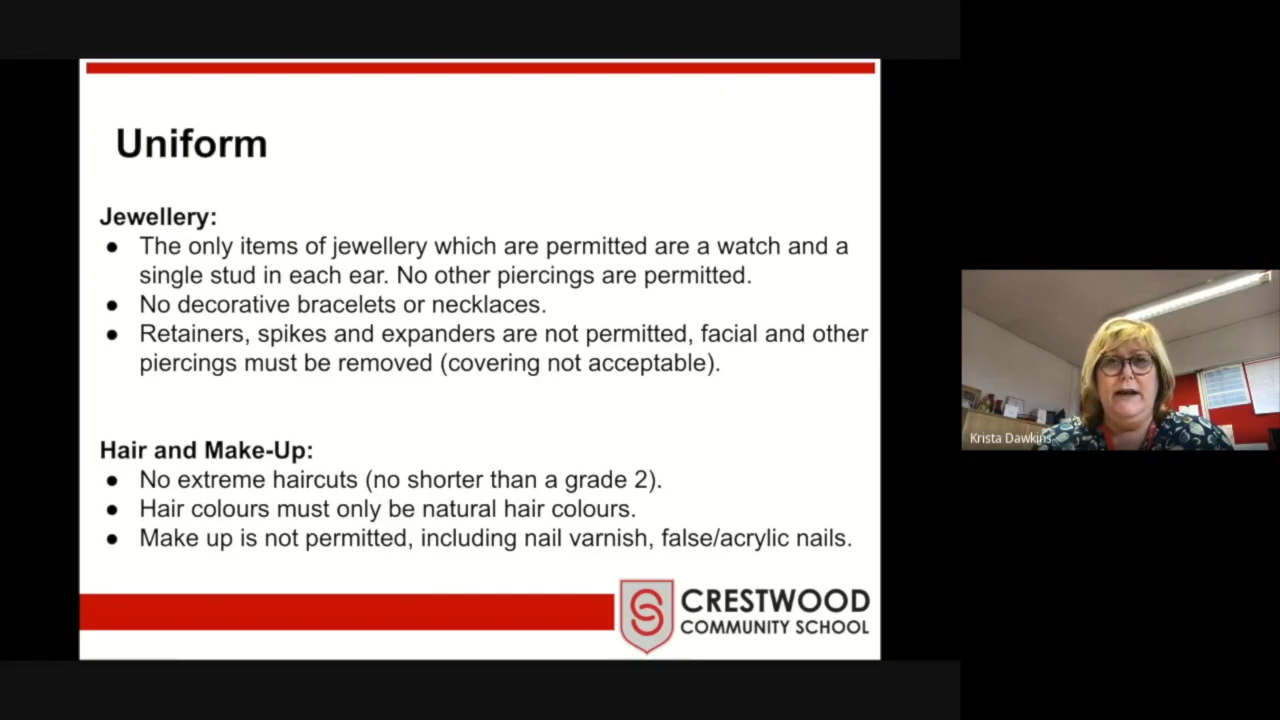 Uniform
Jewellery:
● The only items of jewellery which are permitted are a watch and a
single stud in each ear. No other piercings are permitted.
● No decorative bracelets or necklaces.
● Retainers, spikes and expanders are not permitted, facial and other
piercings must be removed (covering not acceptable).
Hair and Make-Up:
● No extreme haircuts (no shorter than a grade 2).
● Hair colours must only be natural hair colours.
● Make up is not permitted, including nail varnish, false/acrylic nails.
CRESTWOOD
COMMUNITY SCHOOL
Krista Dawkins